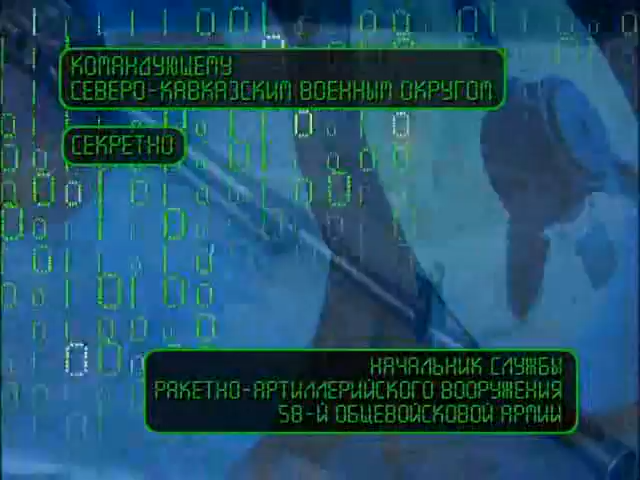 КОМАНДУЮЩЕМУ
СЕВЕРО-КАВКАЗСКИМ ВОЕННЫМ ОКРУГОМ
СЕКРЕТНО
НАЧАЛЬНИК СЛУЖБЫ
РАКЕТНО-АРТИЛЛЕРИЙСКОГО ВООРУЖЕНИЯ
58-Й ОБЩЕВОЙСКОВОЙ АРМИИ